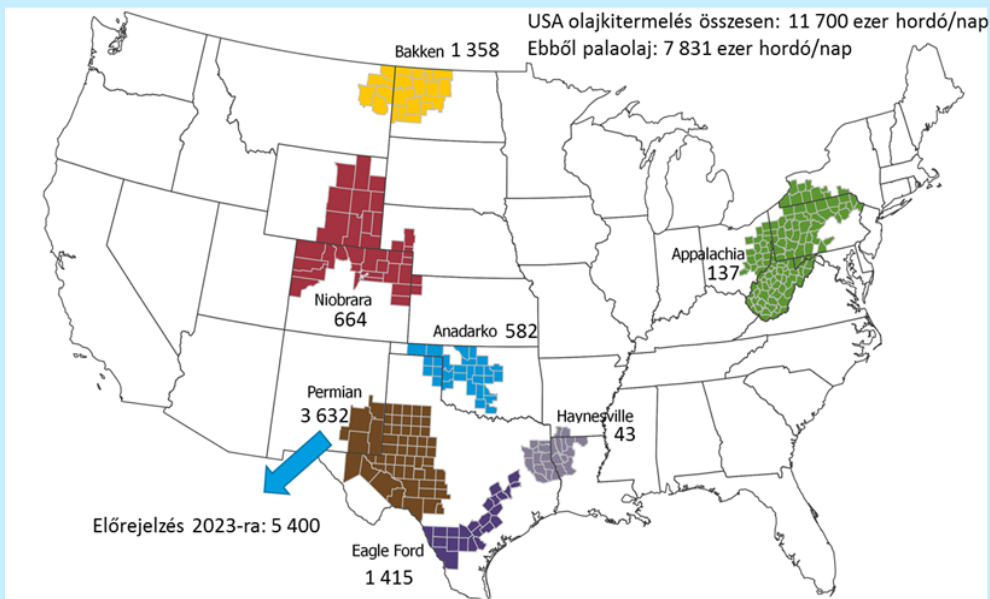 USA olajkitermelés összesen: 11 700 ezer hordó/nap
Ebből palaolaj: 7 831 ezer hordó/nap
Bakken 1 358
Appalachia
137
Niobrara
664
Anadarko 582
Permian
3 632
Haynesville
43
Előrejelzés 2023-ra: 5 400
Eagle Ford
1 415